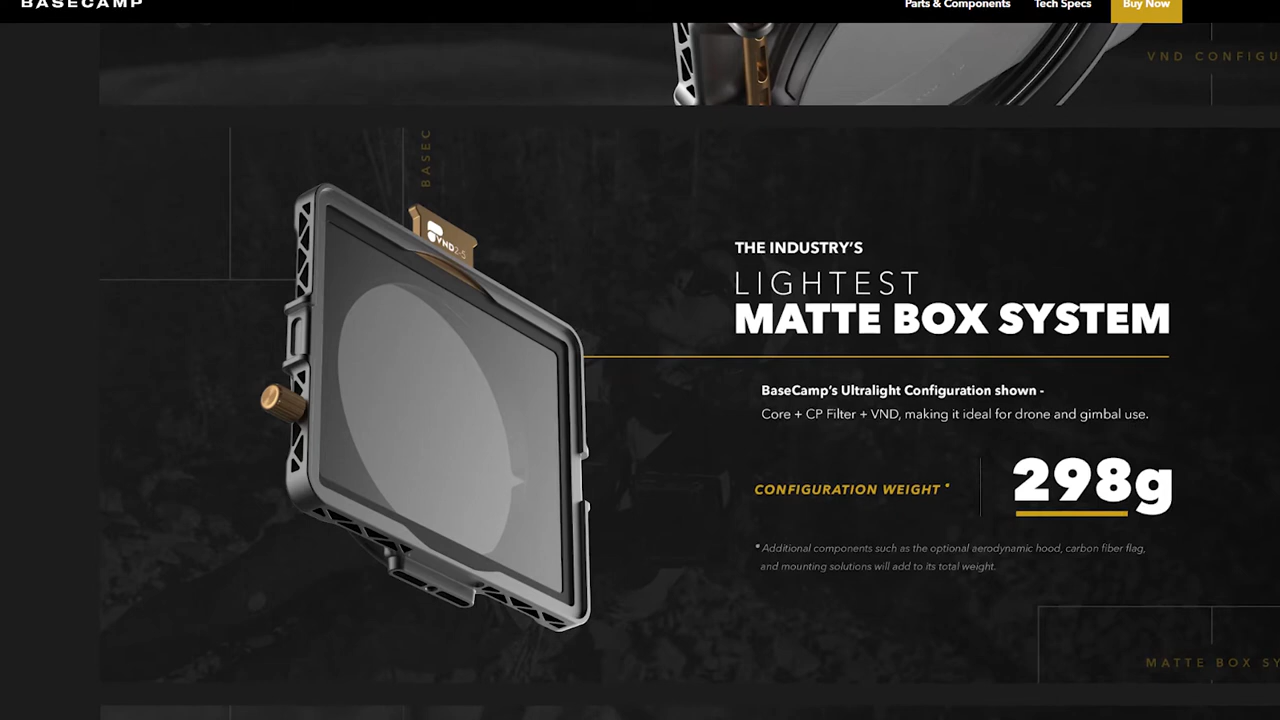 BASECAMP
Parts & Components
Tech Specs
Buy Now
VND CONFIGU
BASEC
VND2-5
THE INDUSTRY'S
LIGHTEST
MATTE BOX SYSTEM
BaseCamp's Ultralight Configuration shown -
Core + CP Filter + VND, making it ideal for drone and gimbal use.
CONFIGURATION WEIGHT *
298g
* Additional components such as the optional aerodynamic hood, carbon fiber flag,
and mounting solutions will add to its total weight.
MATTE BOX SY